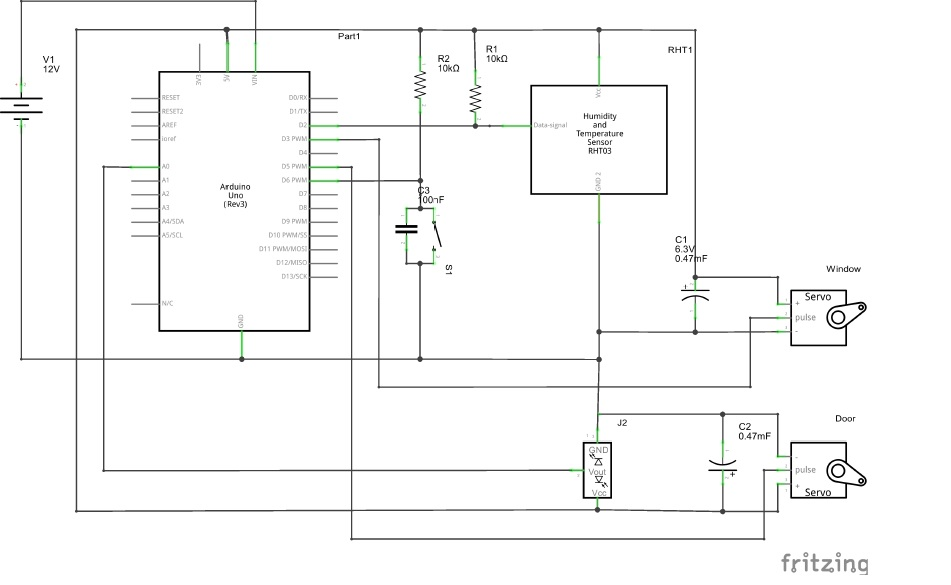 V1
12V
Part1
3V3
5V
VIN
RESET
RESET2
AREF
ioref
A0
A1
A2
A3
A4/SDA
A5/SCL
N/C
Arduino
Uno
(Rev3)
D0/RX
D1/TX
D2
D3 PWM
D4
D5 PWM
D6 PWM
D7
D8
D9 PWM
D10 PWM/SS
D11 PWM/MOSI
D12/MISO
D13/SCK
GND
R2
10kΩ
R1
10kΩ
RHT1
Vcc
Data-signal
Humidity
and
Temperature
Sensor
RHT03
GND 2
C3
100nF
S1
C1
6.3V
0.47mF
Window
Servo
+
pulse
−
Door
J2
GND
Vout
Vcc
C2
0.47mF
+
−
pulse
+
Servo
fritzing